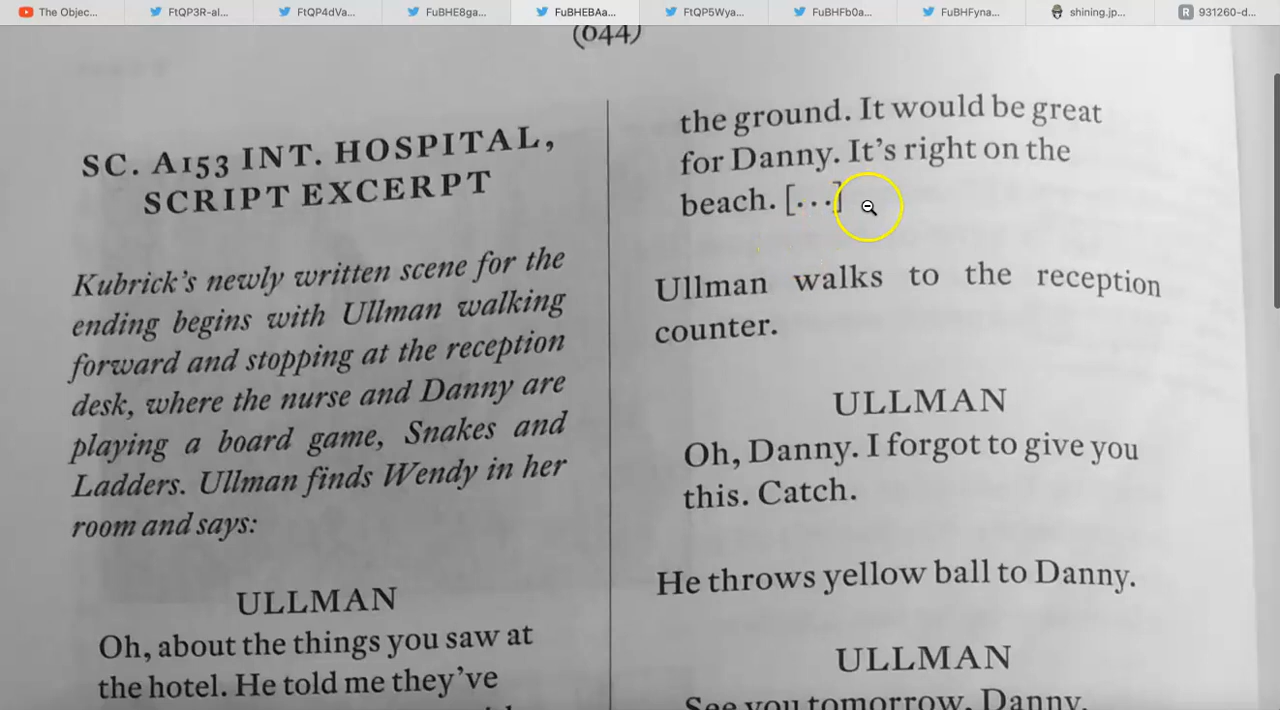 The Objec...
FtQP3R-al...
FtQP4dVa...
FuBHE8ga...
FuBHEBAa...
FtQP5Wya...
FuBHFb0a...
FuBHFyna...
shining.jp...
931260-d...
(044)
SC. A153 INT. HOSPITAL,
SCRIPT EXCERPT
Kubrick's newly written scene for the
ending begins with Ullman walking
forward and stopping at the reception
desk, where the nurse and Danny are
playing a board game, Snakes and
Ladders. Ullman finds Wendy in her
room and says:
ULLMAN
Oh, about the things you saw at
the hotel. He told me they've
the ground. It would be great
for Danny. It's right on the
beach. [...]
Ullman walks to the reception
counter.
ULLMAN
Oh, Danny. I forgot to give you
this. Catch.
He throws yellow ball to Danny.
ULLMAN
See you tomorrow, Danny.